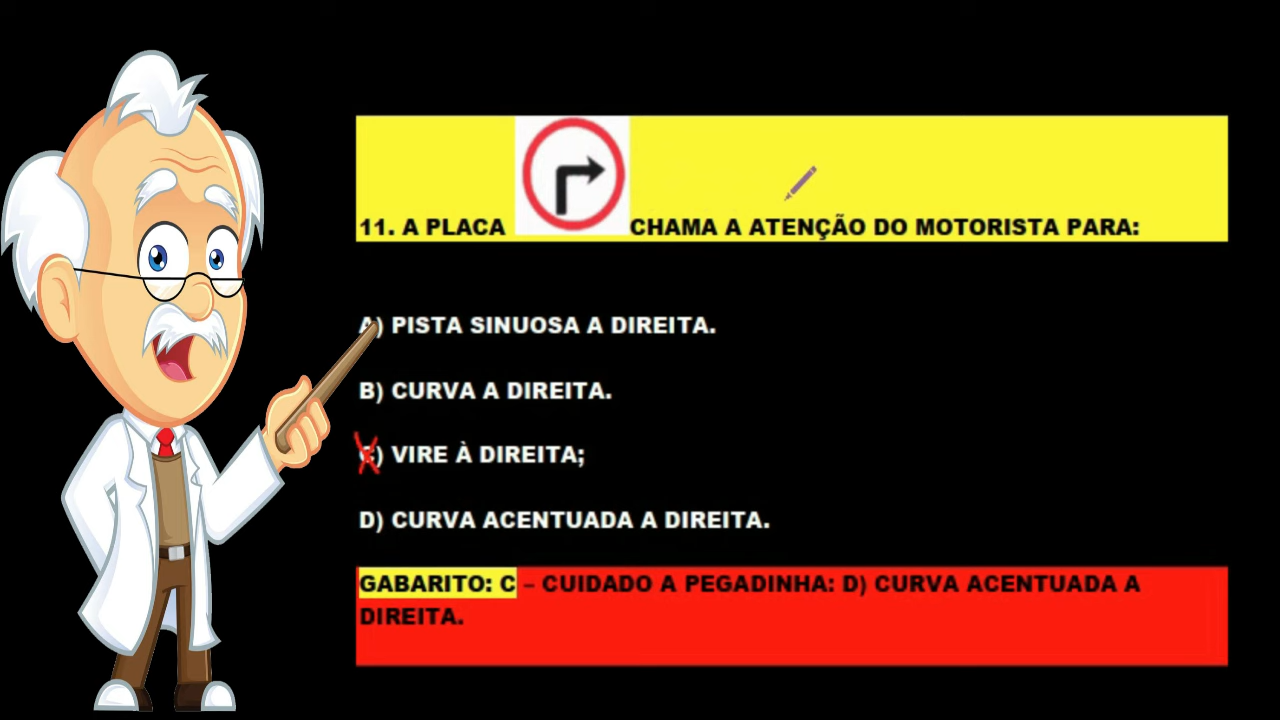 11. A PLACA CHAMA A ATENÇÃO DO MOTORISTA PARA:
A) PISTA SINUOSA A DIREITA.
B) CURVA A DIREITA.
C) VIRE À DIREITA;
D) CURVA ACENTUADA A DIREITA.
GABARITO: C – CUIDADO A PEGADINHA: D) CURVA ACENTUADA A
DIREITA.